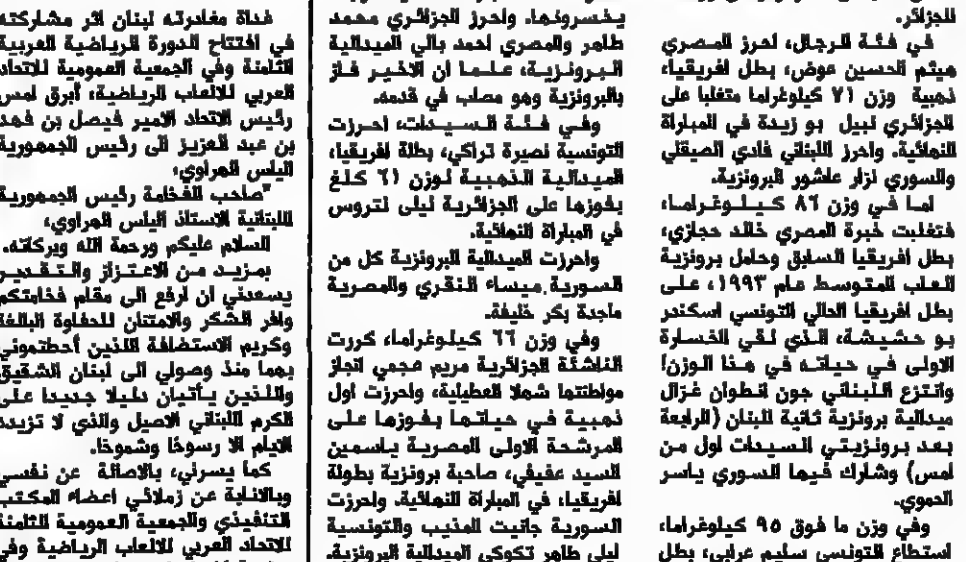 للجزائر.
في فئة الرجال، احرز المصري
هيثم الحسين عوض، بطل افريقيا،
ذهبية وزن ٧١ كيلوغراما متغلبا على
الجزائري نبيل بو زيدة في المباراة
النهائية. واحرز اللبناني فادي الصيقلي
والسوري نزار عاشور البرونزية.
اما في وزن ٨٦ كيلوغراما،
فتغلبت خبرة المصري خالد حجازي،
بطل افريقيا السابق وحامل برونزية
العاب المتوسط عام ١٩٩٣، على
بطل افريقيا الحالي التونسي اسكندر
بو حشيشة، الذي لقي الخسارة
الاولى في حياته في هذا الوزن!
وانتزع اللبناني جون انطوان غزال
ميدالية برونزية ثانية للبنان (الرابعة
بعد برونزيتي السيدات اول من
امس) وشارك فيها السوري ياسر
الحموي.
وفي وزن ما فوق ٩٥ كيلوغراما،
استطاع التونسي سليم عرابي، بطل
يخسرونها. واحرز الجزائري محمد
طاهر والمصري احمد بالي الميدالية
البرونزية، علما ان الاخير فاز
بالبرونزية وهو مصاب في قدمه.
وفي فئة السيدات، احرزت
التونسية نصيرة تراكي، بطلة افريقيا،
الميدالية الذهبية لوزن ٦١ كلغ
بفوزها على الجزائرية ليلى لتروس
في المباراة النهائية.
واحرزت الميدالية البرونزية كل من
السورية ميساء النقري والمصرية
ماجدة بكر خليفة.
وفي وزن ٦٦ كيلوغراما، كررت
الناشئة الجزائرية مريم عجمي انجاز
مواطنتها شهلا العطيلية، واحرزت اول
ذهبية في حياتها بفوزها على
المرشحة الاولى المصرية ياسمين
السيد عفيفي، صاحبة برونزية بطولة
افريقيا، في المباراة النهائية. واحرزت
السورية جانيت المذيب والتونسية
ليلى طاهر تكوكي الميدالية البرونزية.
غداة مغادرته لبنان اثر مشاركته
في افتتاح الدورة الرياضية العربية
الثامنة وفي الجمعية العمومية للاتحاد
العربي للالعاب الرياضية، أبرق امس
رئيس الاتحاد الامير فيصل بن فهد
بن عبد العزيز الى رئيس الجمهورية
الياس الهراوي،
"صاحب الفخامة رئيس الجمهورية
اللبنانية الاستاذ الياس الهراوي،
السلام عليكم ورحمة الله وبركاته.
بمزيد من الاعتزاز والتقدير
يسعدني ان ارفع الى مقام فخامتكم
وافر الشكر والامتنان للحفاوة البالغة
وكريم الاستضافة اللذين أحطتموني
بهما منذ وصولي الى لبنان الشقيق
واللذين يأتيان دليلا جديدا على
الكرم اللبناني الاصيل والذي لا تزيده
الايام الا رسوخا وشموخا.
كما يسرني، بالاصالة عن نفسي
وبالانابة عن زملائي اعضاء المكتب
التنفيذي والجمعية العمومية الثامنة
للاتحاد العربي للالعاب الرياضية وفي